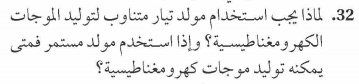 32. لماذا يجب استخدام مولد تيار متناوب لتوليد الموجات
الكهرومغناطيسية؟ وإذا استخدم مولد مستمر فمتى
يمكنه توليد موجات كهرومغناطيسية؟